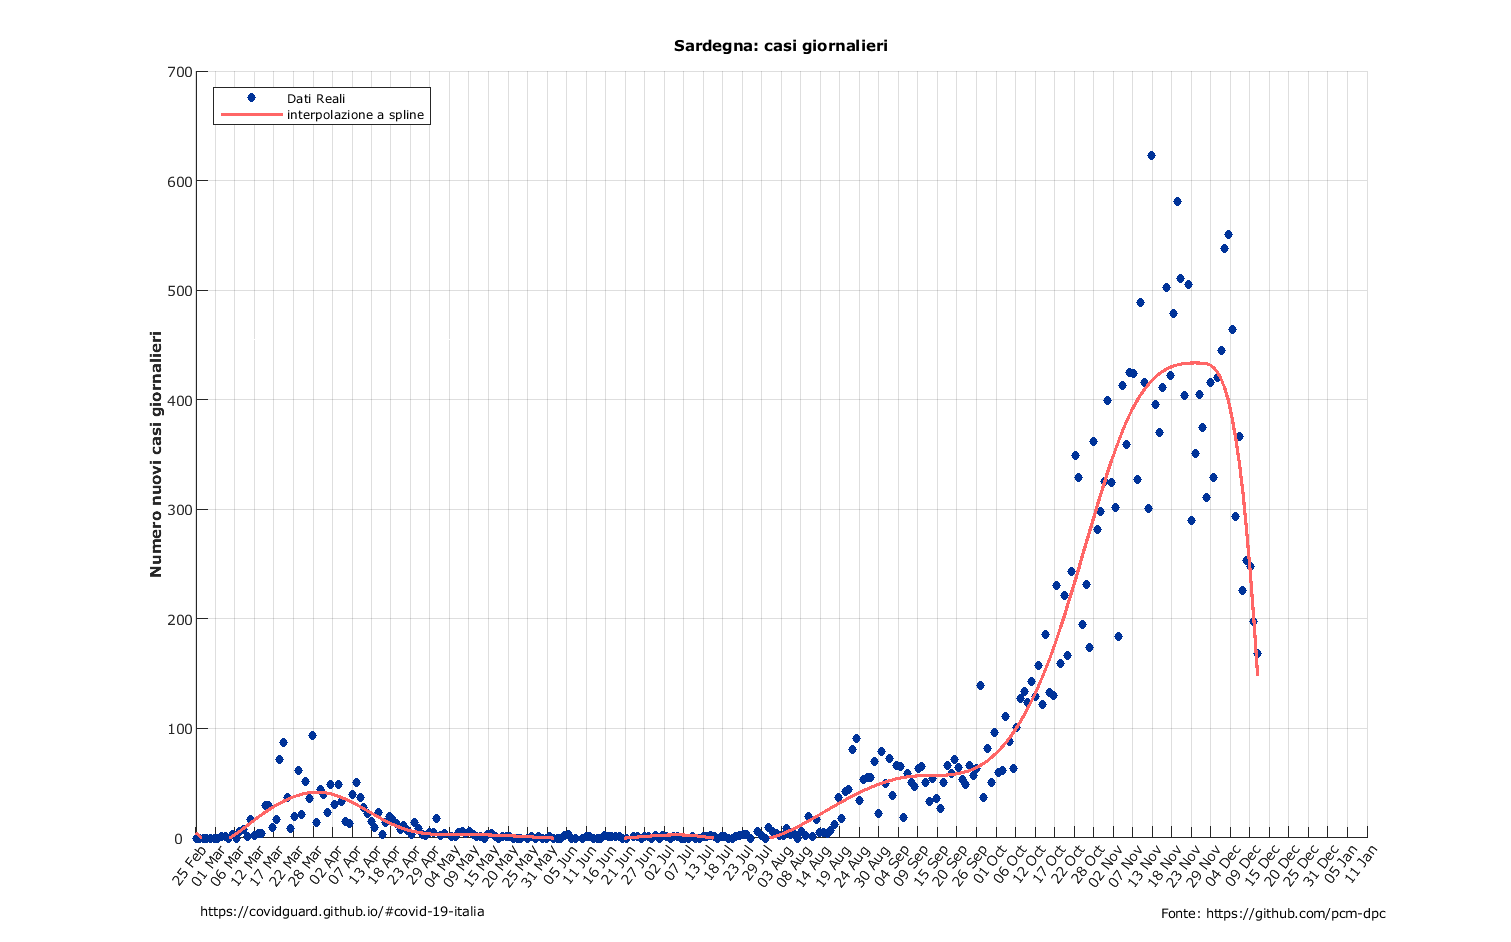 Sardegna: casi giornalieri
700
600
500
400
300
200
100
0
Dati Reali
interpolazione a spline
Numero nuovi casi giornalieri
25 Feb
01 Mar
06 Mar
12 Mar
17 Mar
22 Mar
28 Mar
02 Apr
07 Apr
13 Apr
18 Apr
23 Apr
29 Apr
04 May
09 May
15 May
20 May
25 May
31 May
05 Jun
11 Jun
16 Jun
21 Jun
27 Jun
02 Jul
07 Jul
13 Jul
18 Jul
23 Jul
29 Jul
03 Aug
08 Aug
14 Aug
19 Aug
24 Aug
30 Aug
04 Sep
09 Sep
15 Sep
20 Sep
26 Oct
01 Oct
06 Oct
12 Oct
17 Oct
22 Oct
28 Oct
02 Nov
07 Nov
13 Nov
18 Nov
23 Nov
29 Dec
04 Dec
09 Dec
15 Dec
20 Dec
25 Dec
31 Dec
05 Jan
11 Jan
https://covidguard.github.io/#covid-19-italia
Fonte: https://github.com/pcm-dpc